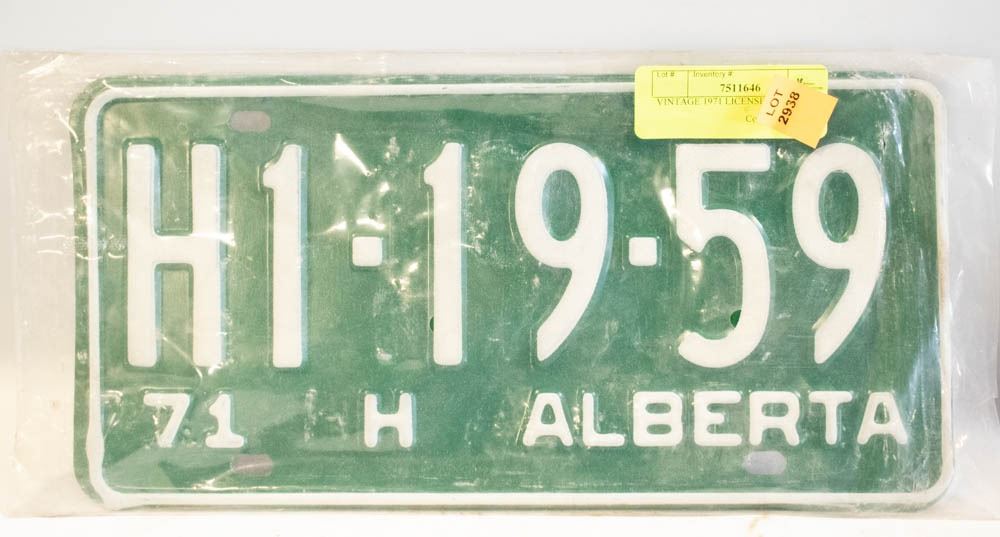 Lot # Inventory #
7511646
VINTAGE 1971 LICENSE
LOT
2938
H1·19·59
71 H ALBERTA